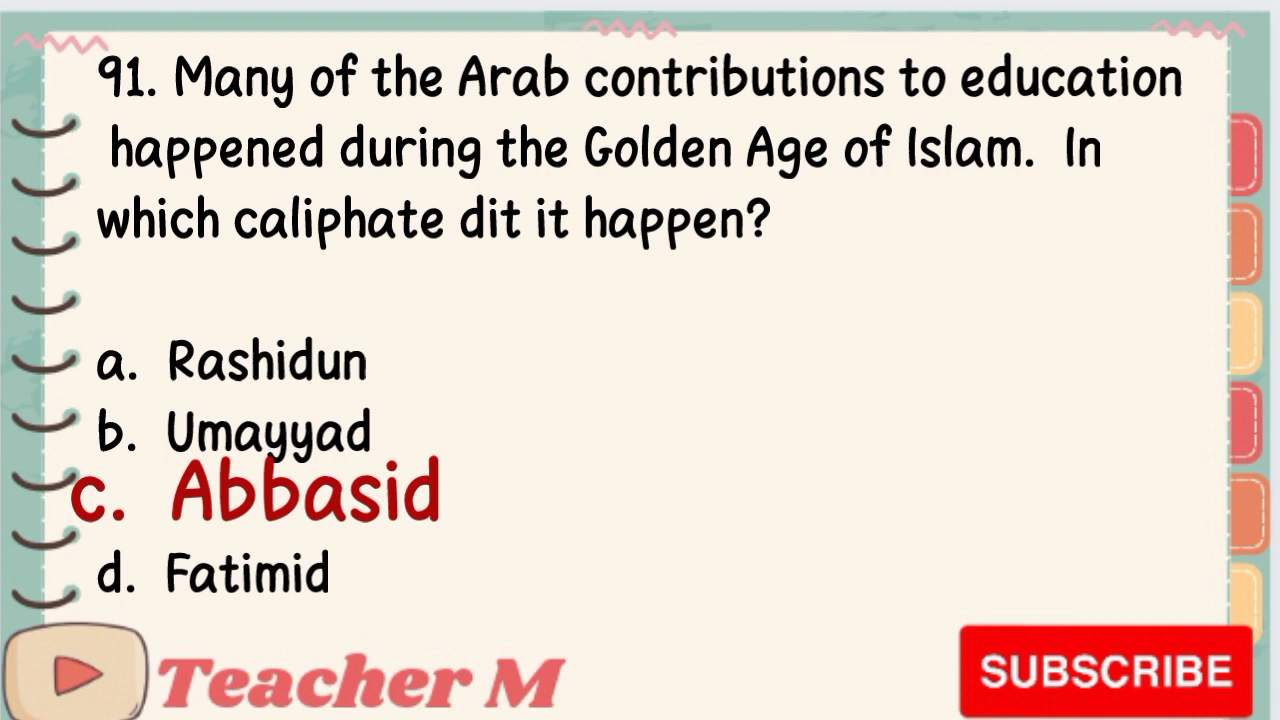 91. Many of the Arab contributions to education
happened during the Golden Age of Islam. In
which caliphate dit it happen?
a. Rashidun
b. Umayyad
c. Abbasid
d. Fatimid
Teacher M
SUBSCRIBE